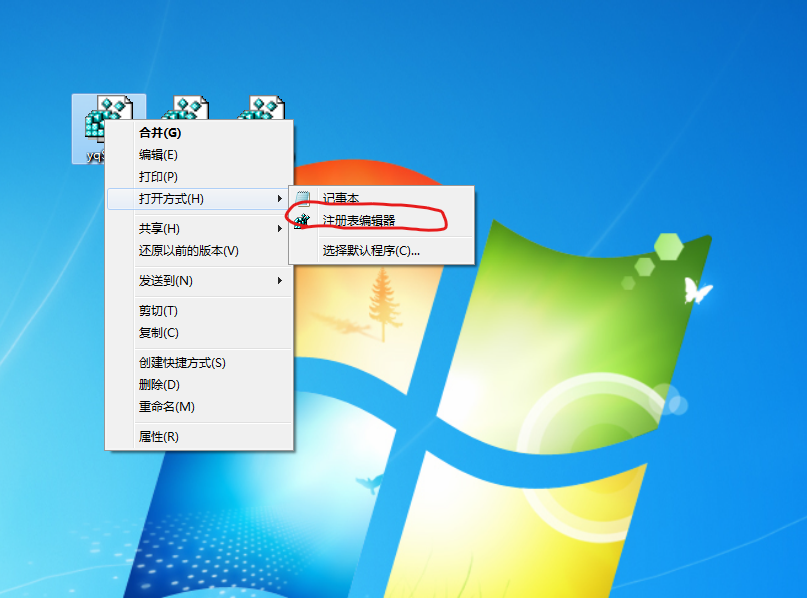 合并(G)
编辑(E)
打印(P)
打开方式(H)
共享(H)
还原以前的版本(V)
发送到(N)
剪切(T)
复制(C)
创建快捷方式(S)
删除(D)
重命名(M)
属性(R)
记事本
注册表编辑器
选择默认程序(C)...